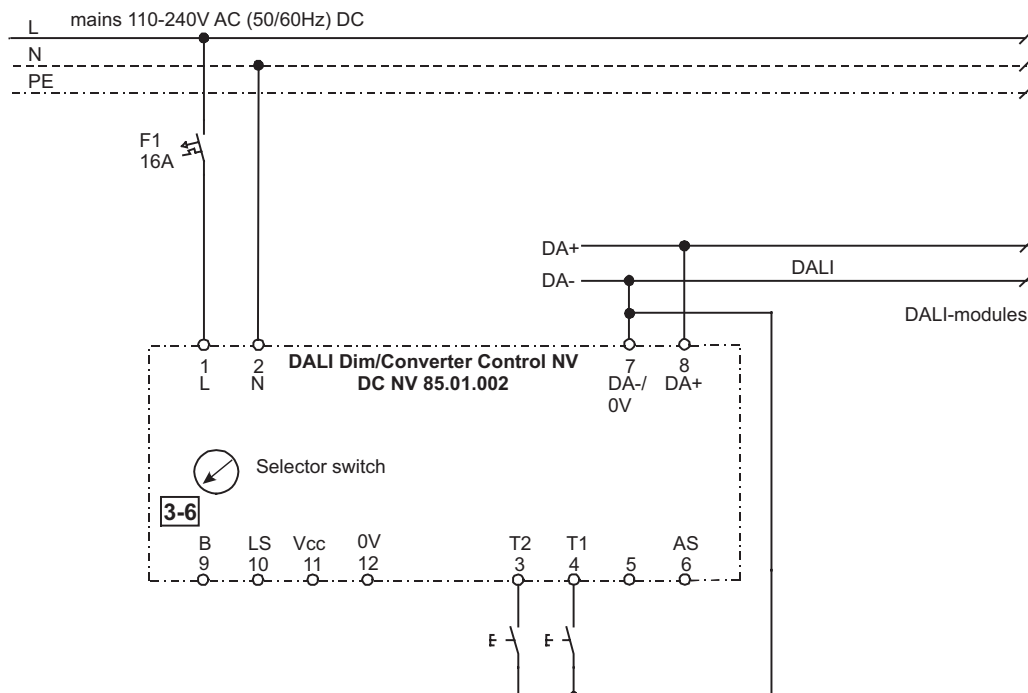 L mains 110-240V AC (50/60Hz) DC
N
PE
F1
16A
DA+
DA- DALI
DALI-modules
1 2 DALI Dim/Converter Control NV 7 8
L N DC NV 85.01.002 DA-/ DA+
0V
Selector switch
3-6
B LS Vcc 0V T2 T1 AS
9 10 11 12 3 4 5 6